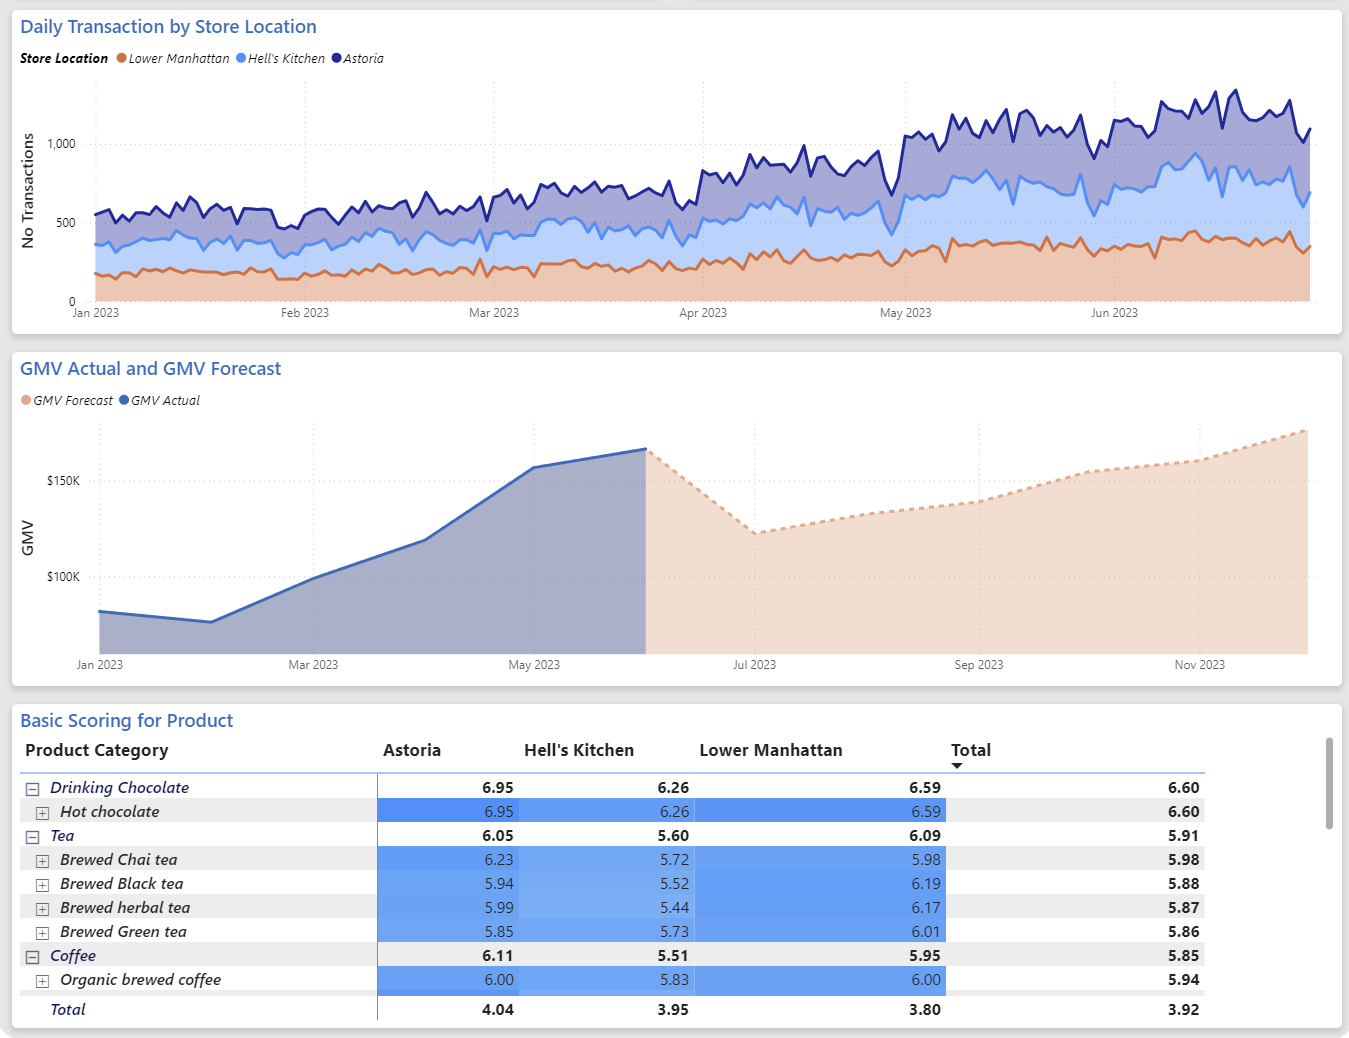 Daily Transaction by Store Location
Store Location Lower Manhattan Hell's Kitchen Astoria
No Transactions
1,000
500
0
Jan 2023 Feb 2023 Mar 2023 Apr 2023 May 2023 Jun 2023
GMV Actual and GMV Forecast
GMV Forecast GMV Actual
GMV
$150K
$100K
Jan 2023 Mar 2023 May 2023 Jul 2023 Sep 2023 Nov 2023
Basic Scoring for Product
Product Category Astoria Hell's Kitchen Lower Manhattan Total
Drinking Chocolate 6.95 6.26 6.59 6.60
Hot chocolate 6.95 6.26 6.59 6.60
Tea 6.05 5.60 6.09 5.91
Brewed Chai tea 6.23 5.72 5.98 5.98
Brewed Black tea 5.94 5.52 6.19 5.88
Brewed herbal tea 5.99 5.44 6.17 5.87
Brewed Green tea 5.85 5.73 6.01 5.86
Coffee 6.11 5.51 5.95 5.85
Organic brewed coffee 6.00 5.83 6.00 5.94
Total 4.04 3.95 3.80 3.92